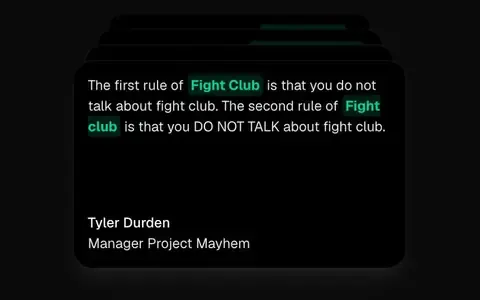 The first rule of Fight Club is that you do not
talk about fight club. The second rule of Fight
club is that you DO NOT TALK about fight club.
Tyler Durden
Manager Project Mayhem